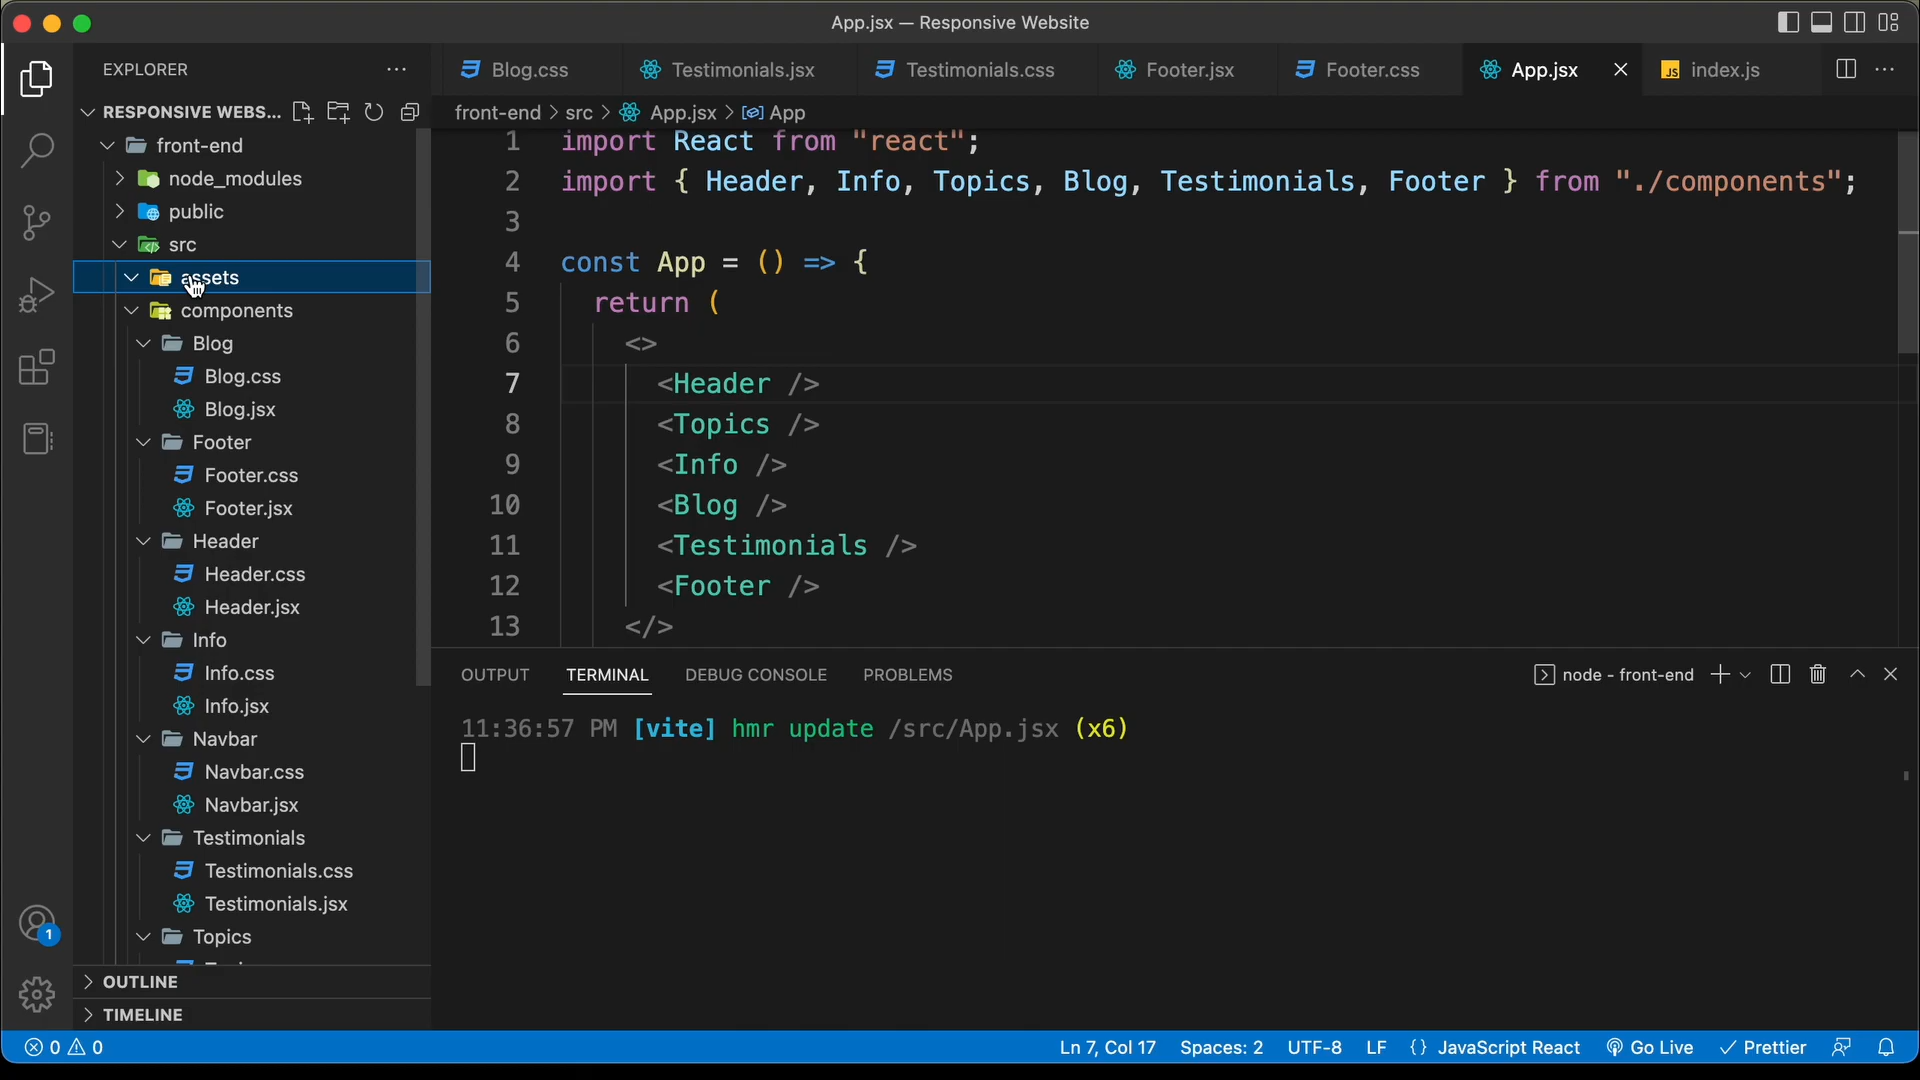 App.jsx — Responsive Website
EXPLORER
RESPONSIVE WEBS...
front-end
node_modules
public
src
assets
components
Blog
Blog.css
Blog.jsx
Footer
Footer.css
Footer.jsx
Header
Header.css
Header.jsx
Info
Info.css
Info.jsx
Navbar
Navbar.css
Navbar.jsx
Testimonials
Testimonials.css
Testimonials.jsx
Topics
OUTLINE
TIMELINE
1
Blog.css
Testimonials.jsx
Testimonials.css
Footer.jsx
Footer.css
App.jsx
JS index.js
front-end > src > App.jsx > App
1 import React from "react";
2 import { Header, Info, Topics, Blog, Testimonials, Footer } from "./components";
3
4 const App = () => {
5 return (
6 <>
7 <Header />
8 <Topics />
9 <Info />
10 <Blog />
11 <Testimonials />
12 <Footer />
13 </>
OUTPUT TERMINAL DEBUG CONSOLE PROBLEMS
node - front-end
11:36:57 PM [vite] hmr update /src/App.jsx (x6)
0 0
Ln 7, Col 17 Spaces: 2 UTF-8 LF {} JavaScript React Go Live Prettier